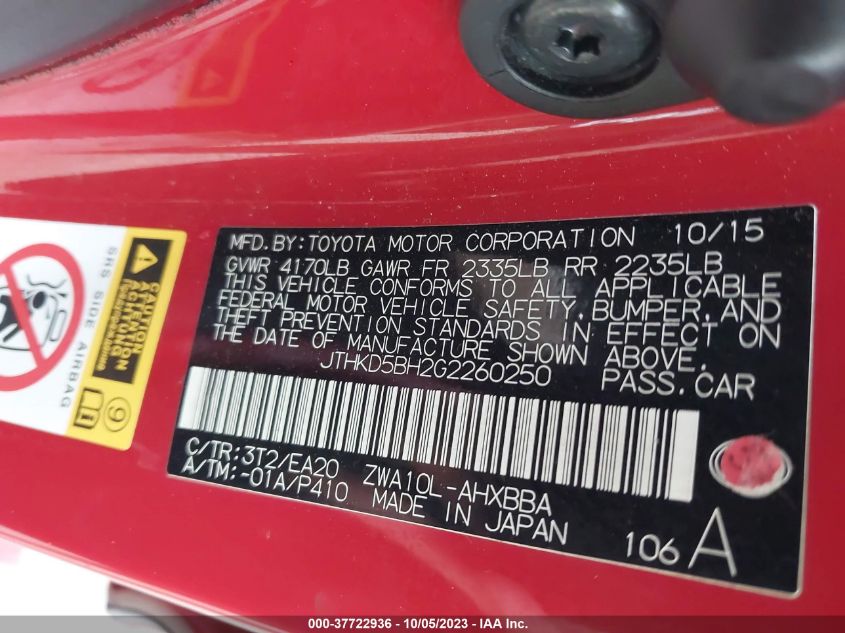 MFD. BY: TOYOTA MOTOR CORPORATION 10/15
GVWR 4170LB GAWR FR 2335LB RR 2235LB
THIS VEHICLE CONFORMS TO ALL APPLICABLE
FEDERAL MOTOR VEHICLE SAFETY, BUMPER, AND
THEFT PREVENTION STANDARDS IN EFFECT ON
THE DATE OF MANUFACTURE SHOWN ABOVE.
JTHKD5BH2G2260250 PASS. CAR
C/TR: 3T2/EA20 ZWA10L-AHXBBA
A/TM: -01A/P410 MADE IN JAPAN
106 A
SRS SIDE AIRBAG
CAUTION
ATTENTION
ACHTUNG
9
000-37722936 - 10/05/2023 - IAA Inc.